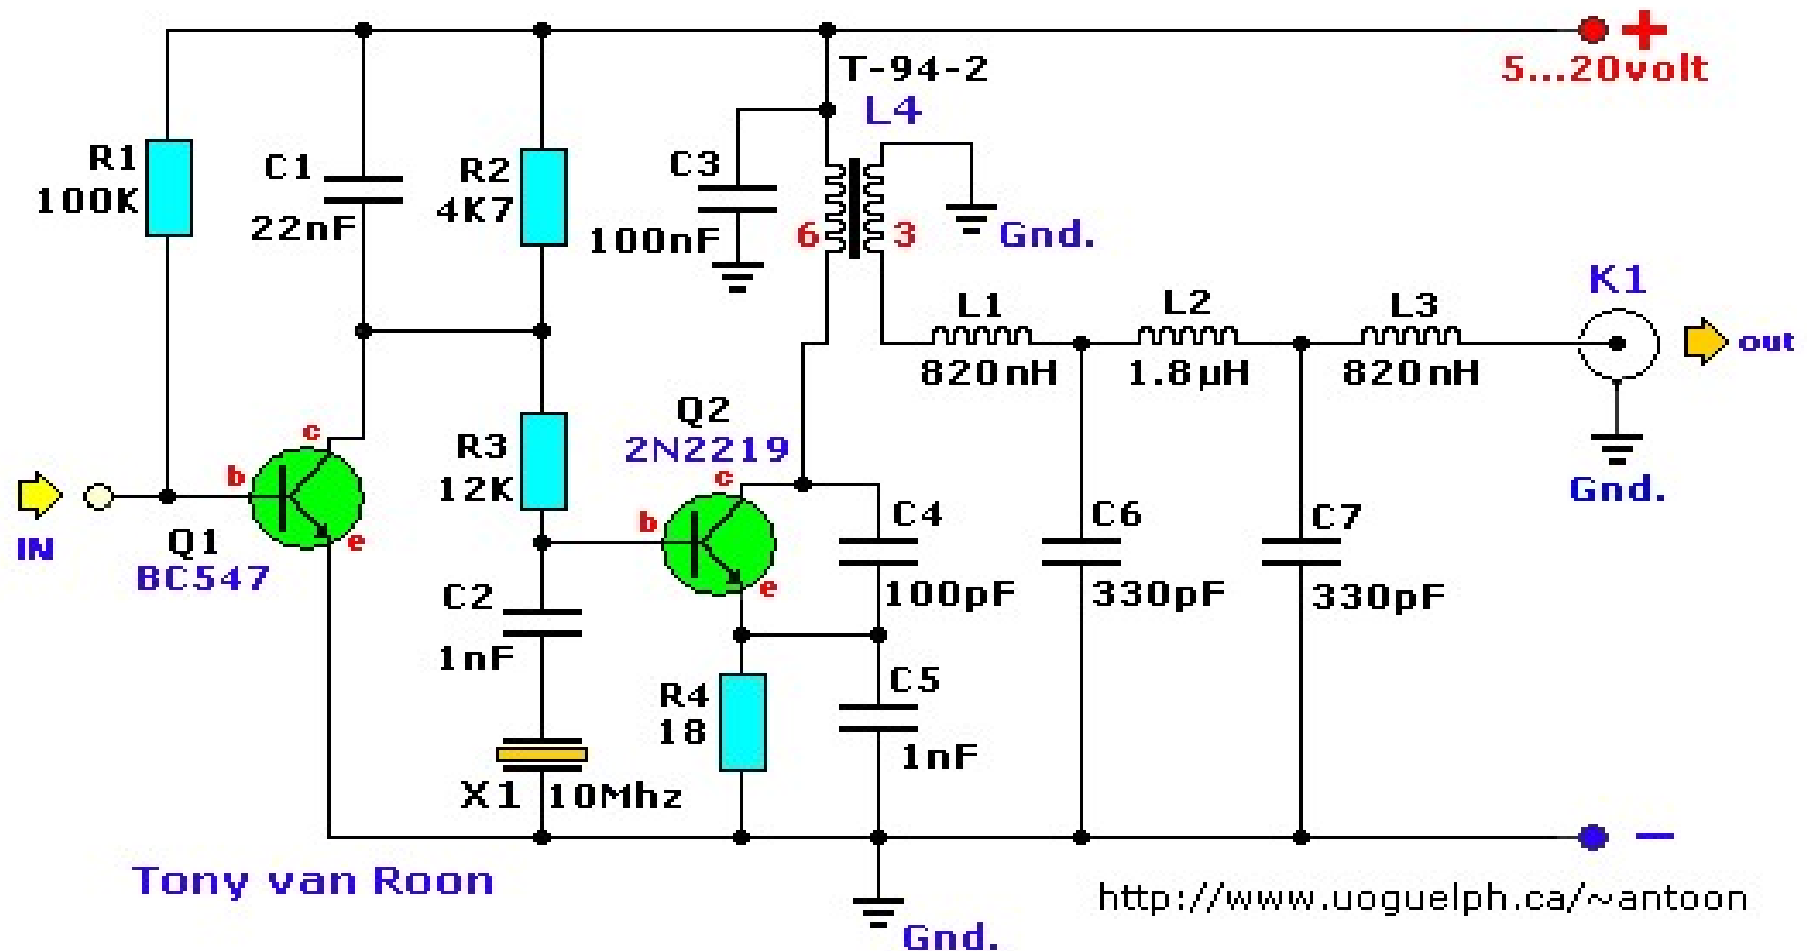 +
5...20volt
T-94-2
L4
R1
100K
C1
22nF
R2
4K7
C3
100nF
6
3
Gnd.
K1
L1
820nH
L2
1.8µH
L3
820nH
out
Gnd.
IN
b
c
e
Q1
BC547
R3
12K
Q2
2N2219
b
c
e
C4
100pF
C6
330pF
C7
330pF
C2
1nF
R4
18
C5
1nF
X1 10Mhz
−
Tony van Roon
http://www.uoguelph.ca/~antoon
Gnd.